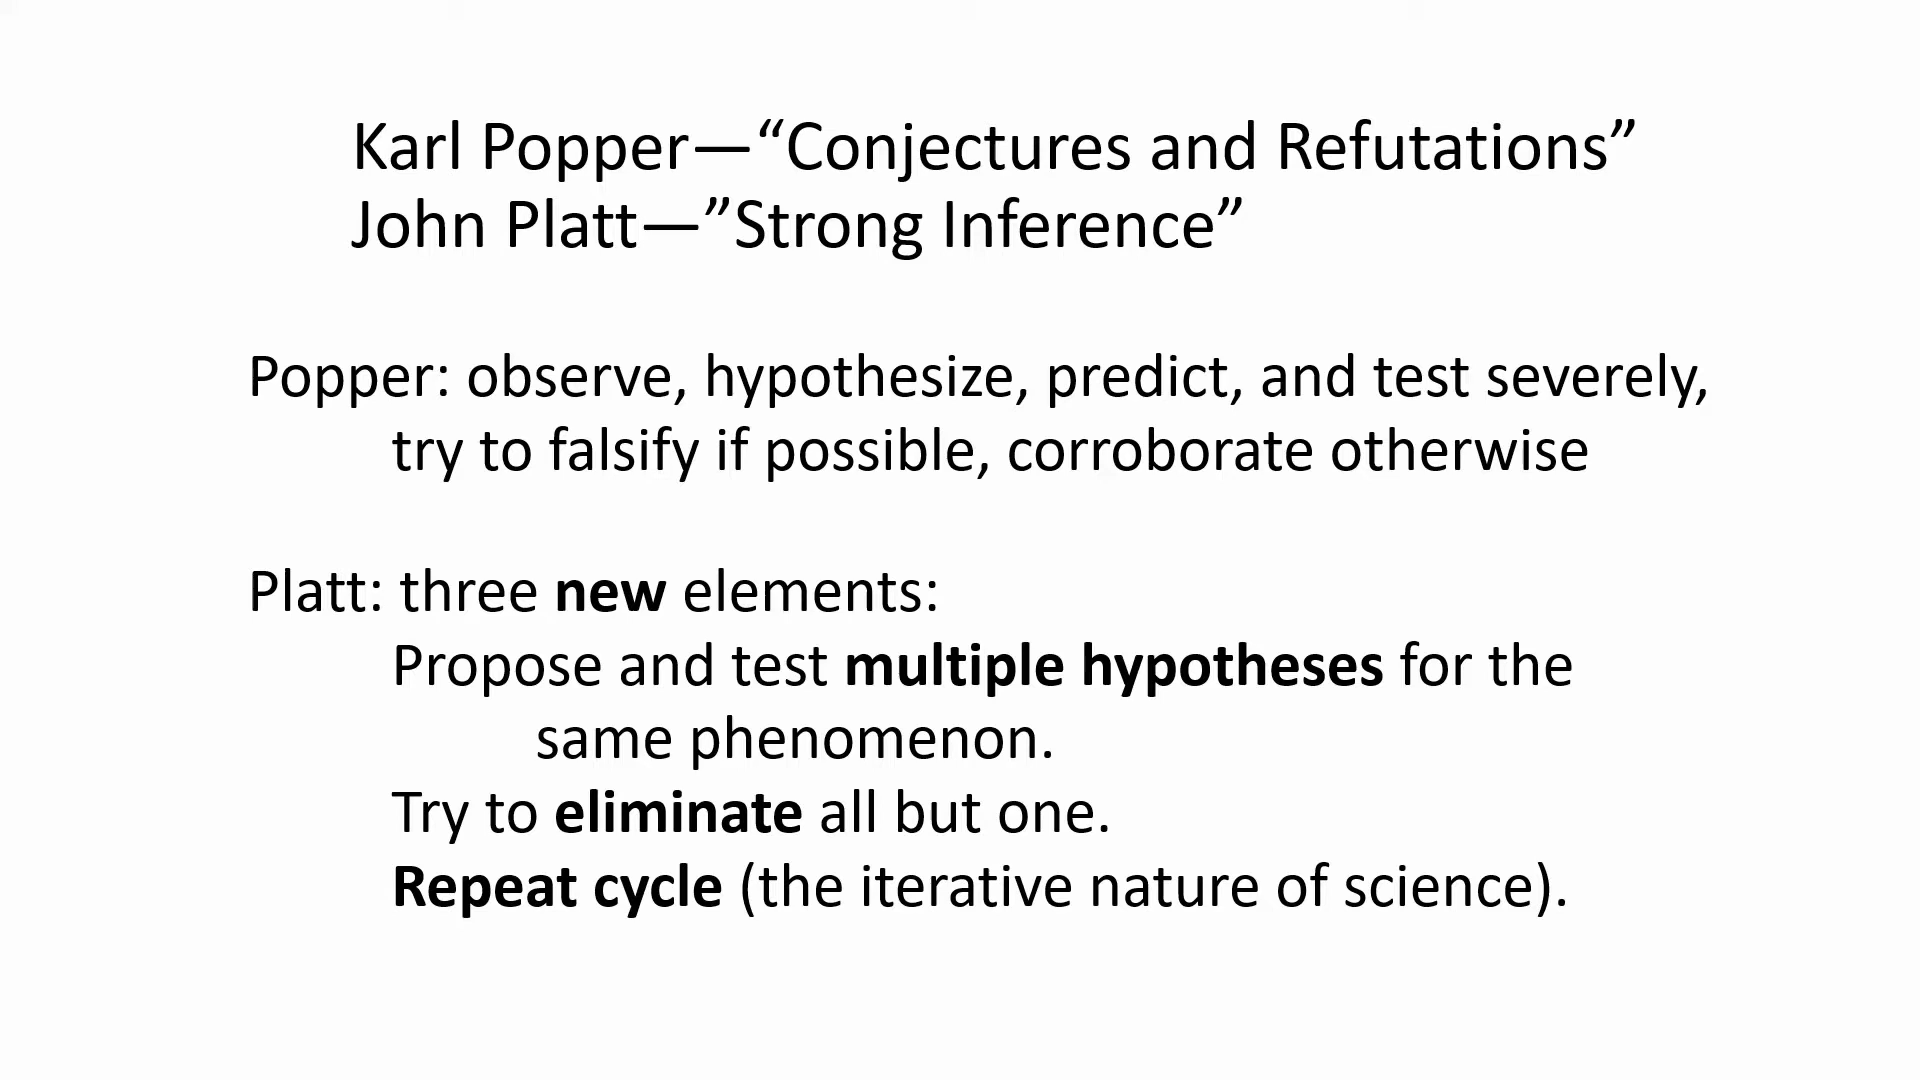 Karl Popper—“Conjectures and Refutations”
John Platt—”Strong Inference”
Popper: observe, hypothesize, predict, and test severely,
try to falsify if possible, corroborate otherwise
Platt: three new elements:
Propose and test multiple hypotheses for the
same phenomenon.
Try to eliminate all but one.
Repeat cycle (the iterative nature of science).